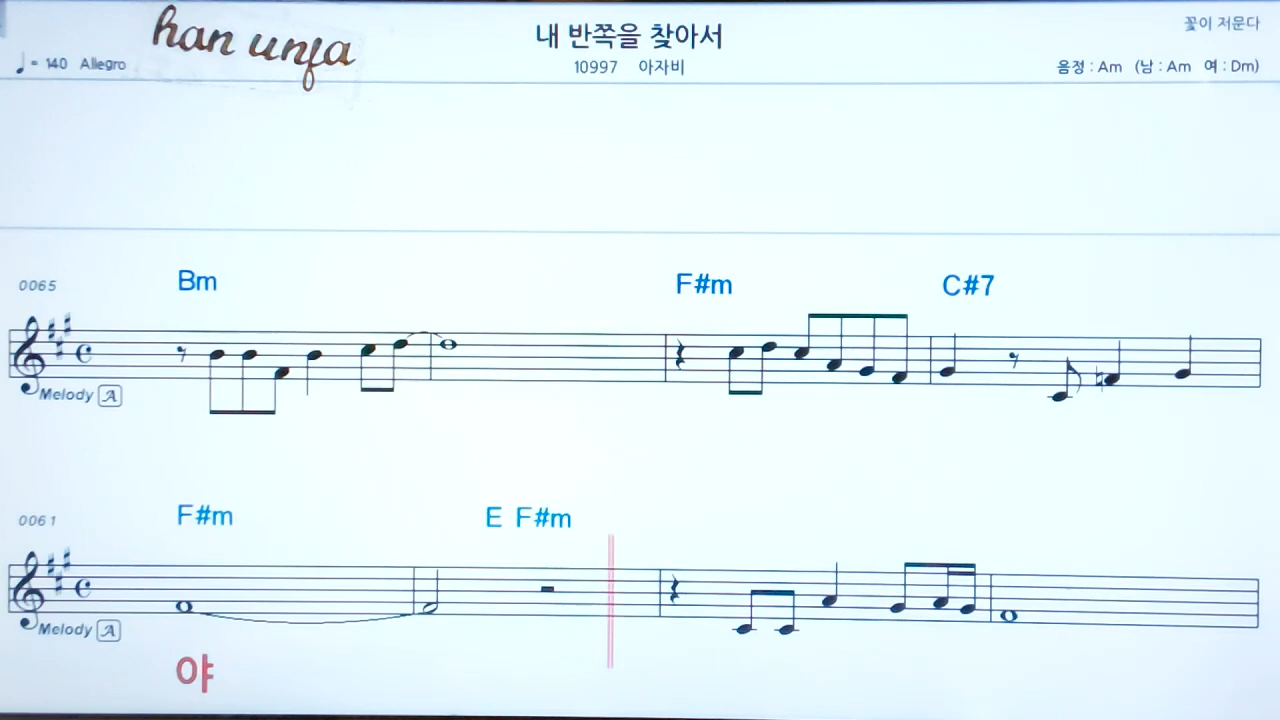 han unfa
내 반쪽을 찾아서
꽃이 저문다
♩ = 140 Allegro
10997 아자비
음정 : Am (남 : Am 여 : Dm)
0065 Bm F#m C#7
Melody A
0061 F#m E F#m
Melody A
야